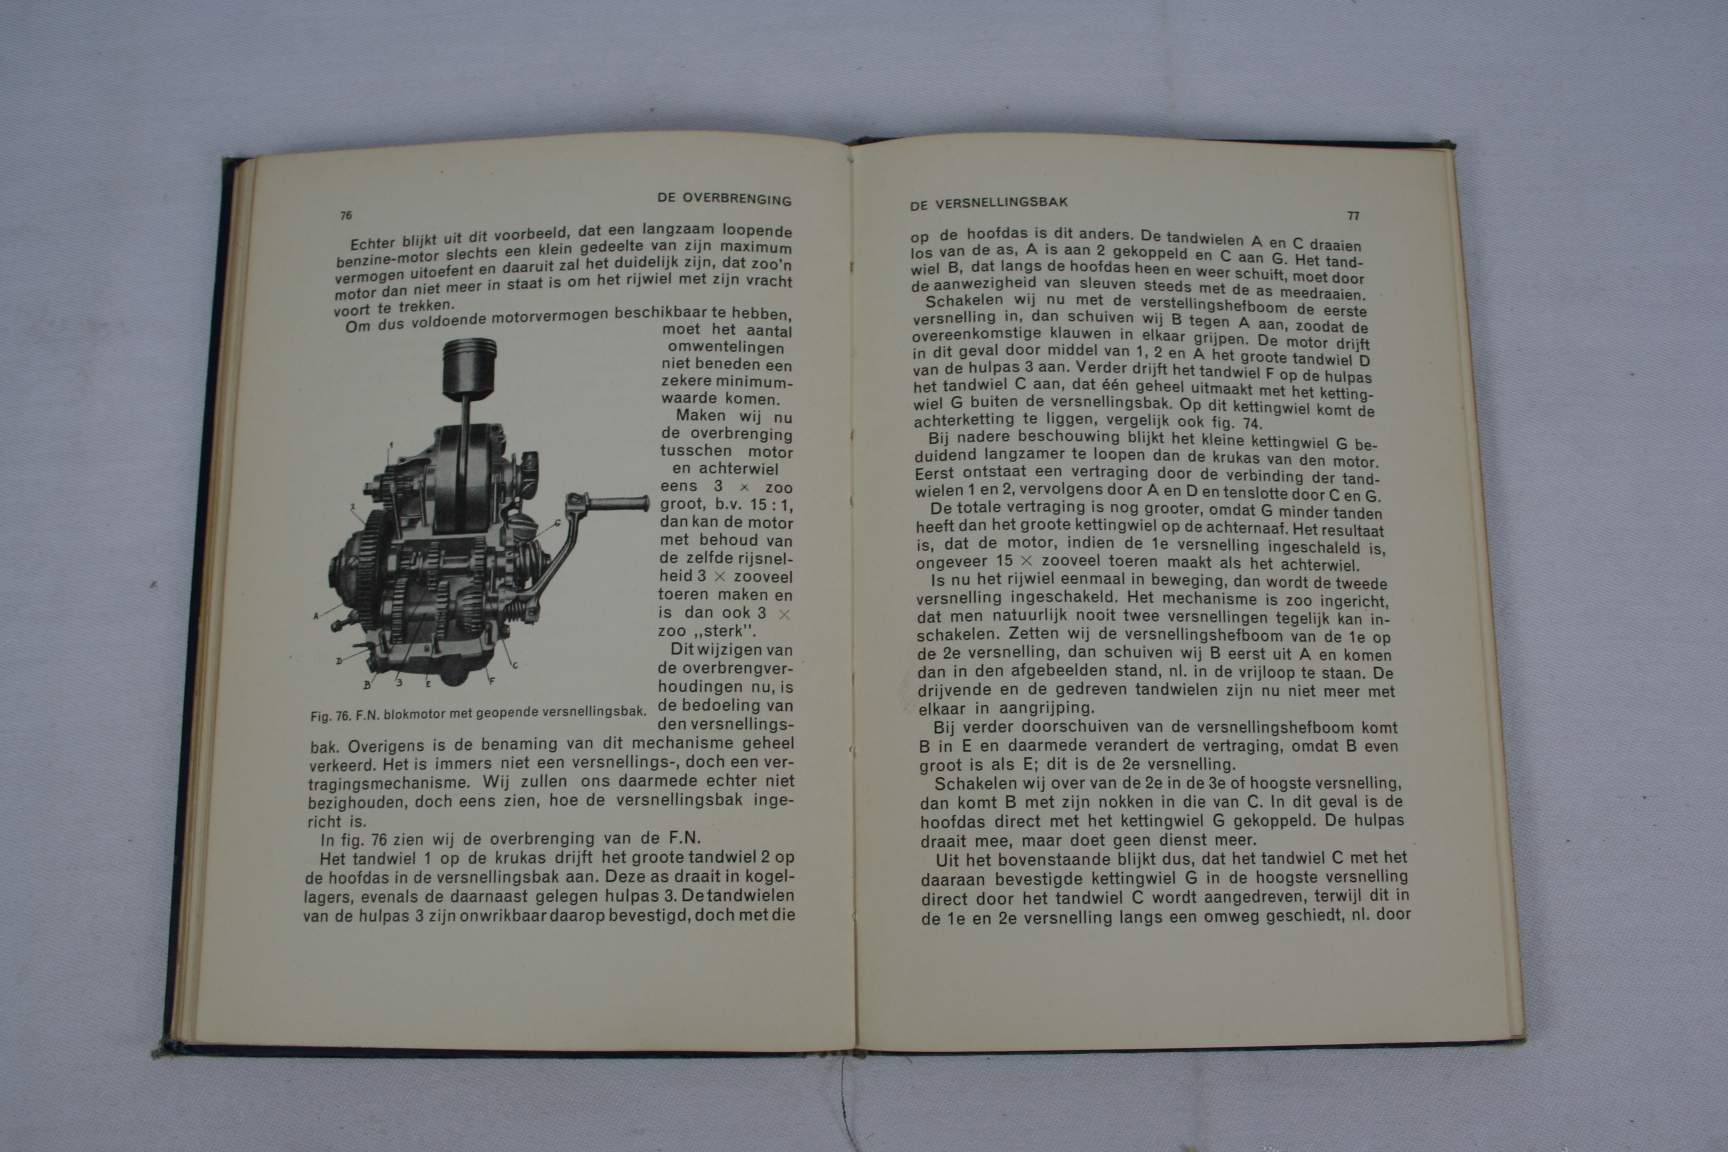 76
DE OVERBRENGING
Echter blijkt uit dit voorbeeld, dat een langzaam loopende
benzine-motor slechts een klein gedeelte van zijn maximum
vermogen uitoefent en daaruit zal het duidelijk zijn, dat zoo'n
motor dan niet meer in staat is om het rijwiel met zijn vracht
voort te trekken.
Om dus voldoende motorvermogen beschikbaar te hebben,
moet het aantal
omwentelingen
niet beneden een
zekere minimum-
waarde komen.
Maken wij nu
de overbrenging
tusschen motor
en achterwiel
eens 3 × zoo
groot, b.v. 15 : 1,
dan kan de motor
met behoud van
de zelfde rijsnel-
heid 3 × zooveel
toeren maken en
is dan ook 3 ×
zoo „sterk".
Dit wijzigen van
de overbrengver-
houdingen nu, is
de bedoeling van
den versnellings-
1
2
G
A
D
B
3
E
F
C
Fig. 76. F.N. blokmotor met geopende versnellingsbak.
bak. Overigens is de benaming van dit mechanisme geheel
verkeerd. Het is immers niet een versnellings-, doch een ver-
tragingsmechanisme. Wij zullen ons daarmede echter niet
bezighouden, doch eens zien, hoe de versnellingsbak inge-
richt is.
In fig. 76 zien wij de overbrenging van de F.N.
Het tandwiel 1 op de krukas drijft het groote tandwiel 2 op
de hoofdas in de versnellingsbak aan. Deze as draait in kogel-
lagers, evenals de daarnaast gelegen hulpas 3. De tandwielen
van de hulpas 3 zijn onwrikbaar daarop bevestigd, doch met die
DE VERSNELLINGSBAK
77
op de hoofdas is dit anders. De tandwielen A en C draaien
los van de as, A is aan 2 gekoppeld en C aan G. Het tand-
wiel B, dat langs de hoofdas heen en weer schuift, moet door
de aanwezigheid van sleuven steeds met de as meedraaien.
Schakelen wij nu met de verstellingshefboom de eerste
versnelling in, dan schuiven wij B tegen A aan, zoodat de
overeenkomstige klauwen in elkaar grijpen. De motor drijft
in dit geval door middel van 1, 2 en A het groote tandwiel D
van de hulpas 3 aan. Verder drijft het tandwiel F op de hulpas
het tandwiel C aan, dat één geheel uitmaakt met het ketting-
wiel G buiten de versnellingsbak. Op dit kettingwiel komt de
achterketting te liggen, vergelijk ook fig. 74.
Bij nadere beschouwing blijkt het kleine kettingwiel G be-
duidend langzamer te loopen dan de krukas van den motor.
Eerst ontstaat een vertraging door de verbinding der tand-
wielen 1 en 2, vervolgens door A en D en tenslotte door C en G.
De totale vertraging is nog grooter, omdat G minder tanden
heeft dan het groote kettingwiel op de achternaaf. Het resultaat
is, dat de motor, indien de 1e versnelling ingeschaleld is,
ongeveer 15 × zooveel toeren maakt als het achterwiel.
Is nu het rijwiel eenmaal in beweging, dan wordt de tweede
versnelling ingeschakeld. Het mechanisme is zoo ingericht,
dat men natuurlijk nooit twee versnellingen tegelijk kan in-
schakelen. Zetten wij de versnellingshefboom van de 1e op
de 2e versnelling, dan schuiven wij B eerst uit A en komen
dan in den afgebeelden stand, nl. in de vrijloop te staan. De
drijvende en de gedreven tandwielen zijn nu niet meer met
elkaar in aangrijping.
Bij verder doorschuiven van de versnellingshefboom komt
B in E en daarmede verandert de vertraging, omdat B even
groot is als E; dit is de 2e versnelling.
Schakelen wij over van de 2e in de 3e of hoogste versnelling,
dan komt B met zijn nokken in die van C. In dit geval is de
hoofdas direct met het kettingwiel G gekoppeld. De hulpas
draait mee, maar doet geen dienst meer.
Uit het bovenstaande blijkt dus, dat het tandwiel C met het
daaraan bevestigde kettingwiel G in de hoogste versnelling
direct door het tandwiel C wordt aangedreven, terwijl dit in
de 1e en 2e versnelling langs een omweg geschiedt, nl. door